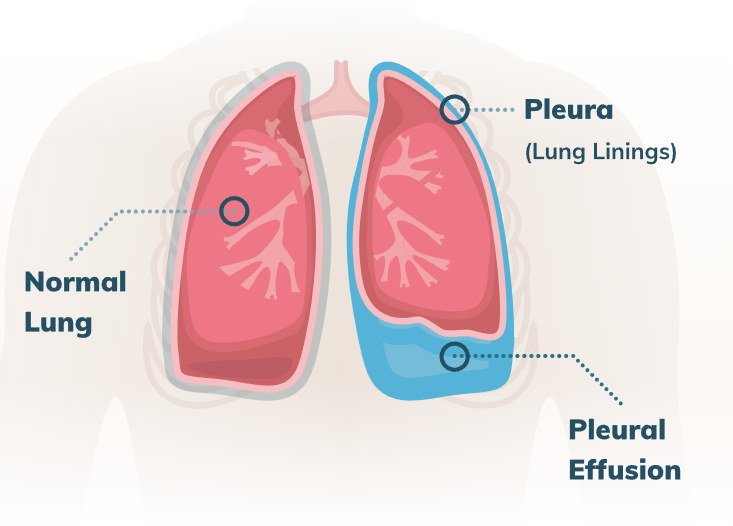 Pleura
(Lung Linings)
Normal
Lung
Pleural
Effusion